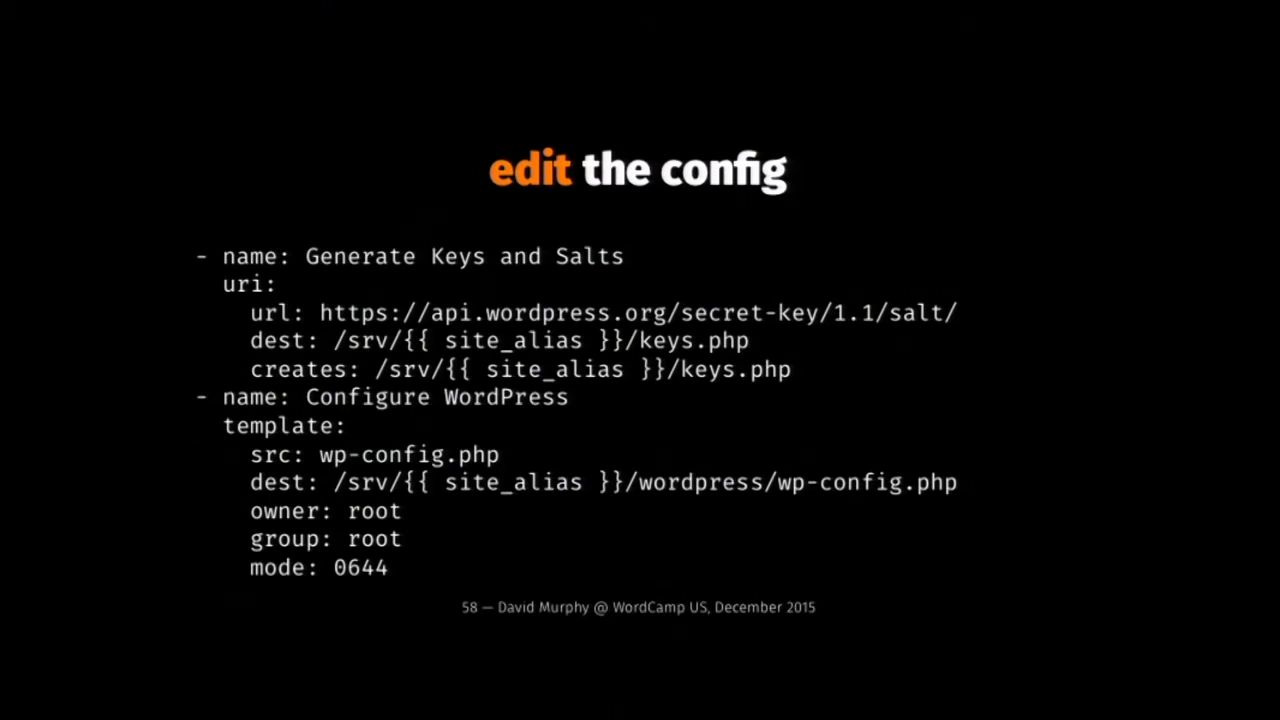 edit the config
- name: Generate Keys and Salts
  uri:
    url: https://api.wordpress.org/secret-key/1.1/salt/
    dest: /srv/{{ site_alias }}/keys.php
    creates: /srv/{{ site_alias }}/keys.php
- name: Configure WordPress
  template:
    src: wp-config.php
    dest: /srv/{{ site_alias }}/wordpress/wp-config.php
    owner: root
    group: root
    mode: 0644
58 — David Murphy @ WordCamp US, December 2015